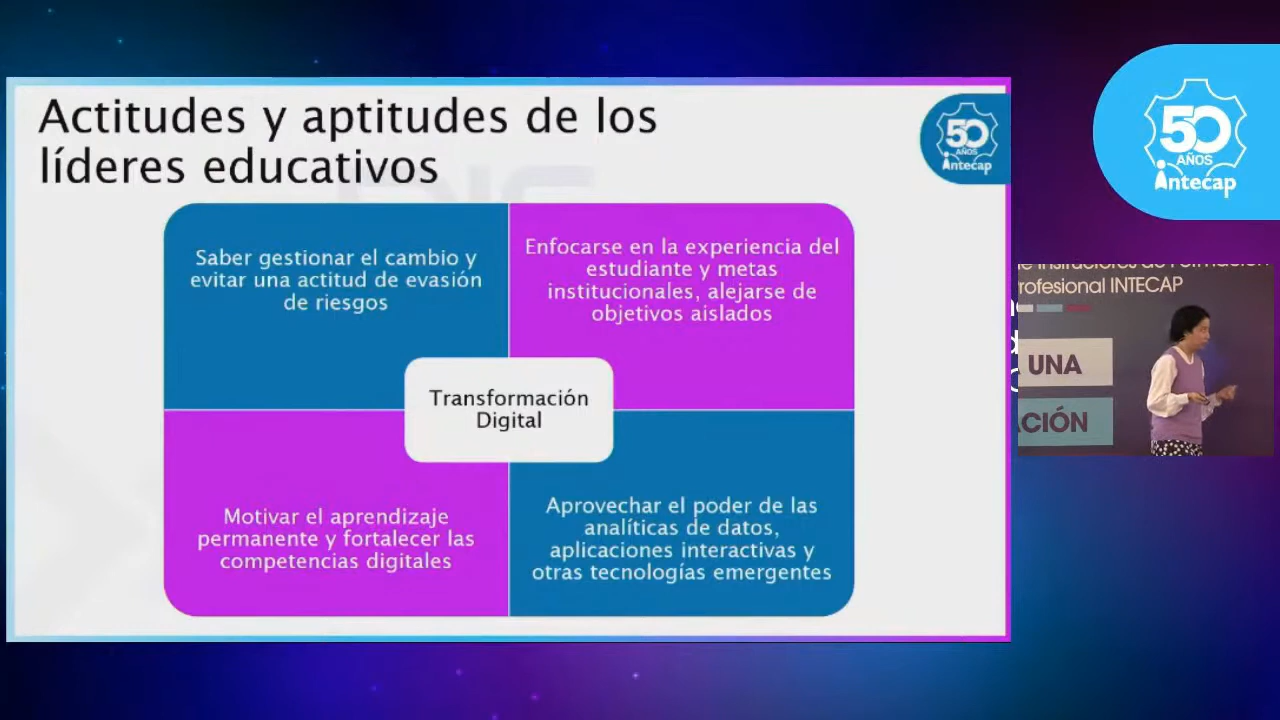 Actitudes y aptitudes de los
líderes educativos
50
AÑOS
intecap
Saber gestionar el cambio y
evitar una actitud de evasión
de riesgos
Enfocarse en la experiencia del
estudiante y metas
institucionales, alejarse de
objetivos aislados
Transformación
Digital
Motivar el aprendizaje
permanente y fortalecer las
competencias digitales
Aprovechar el poder de las
analíticas de datos,
aplicaciones interactivas y
otras tecnologías emergentes
50
AÑOS
intecap
INTECAP
UNA